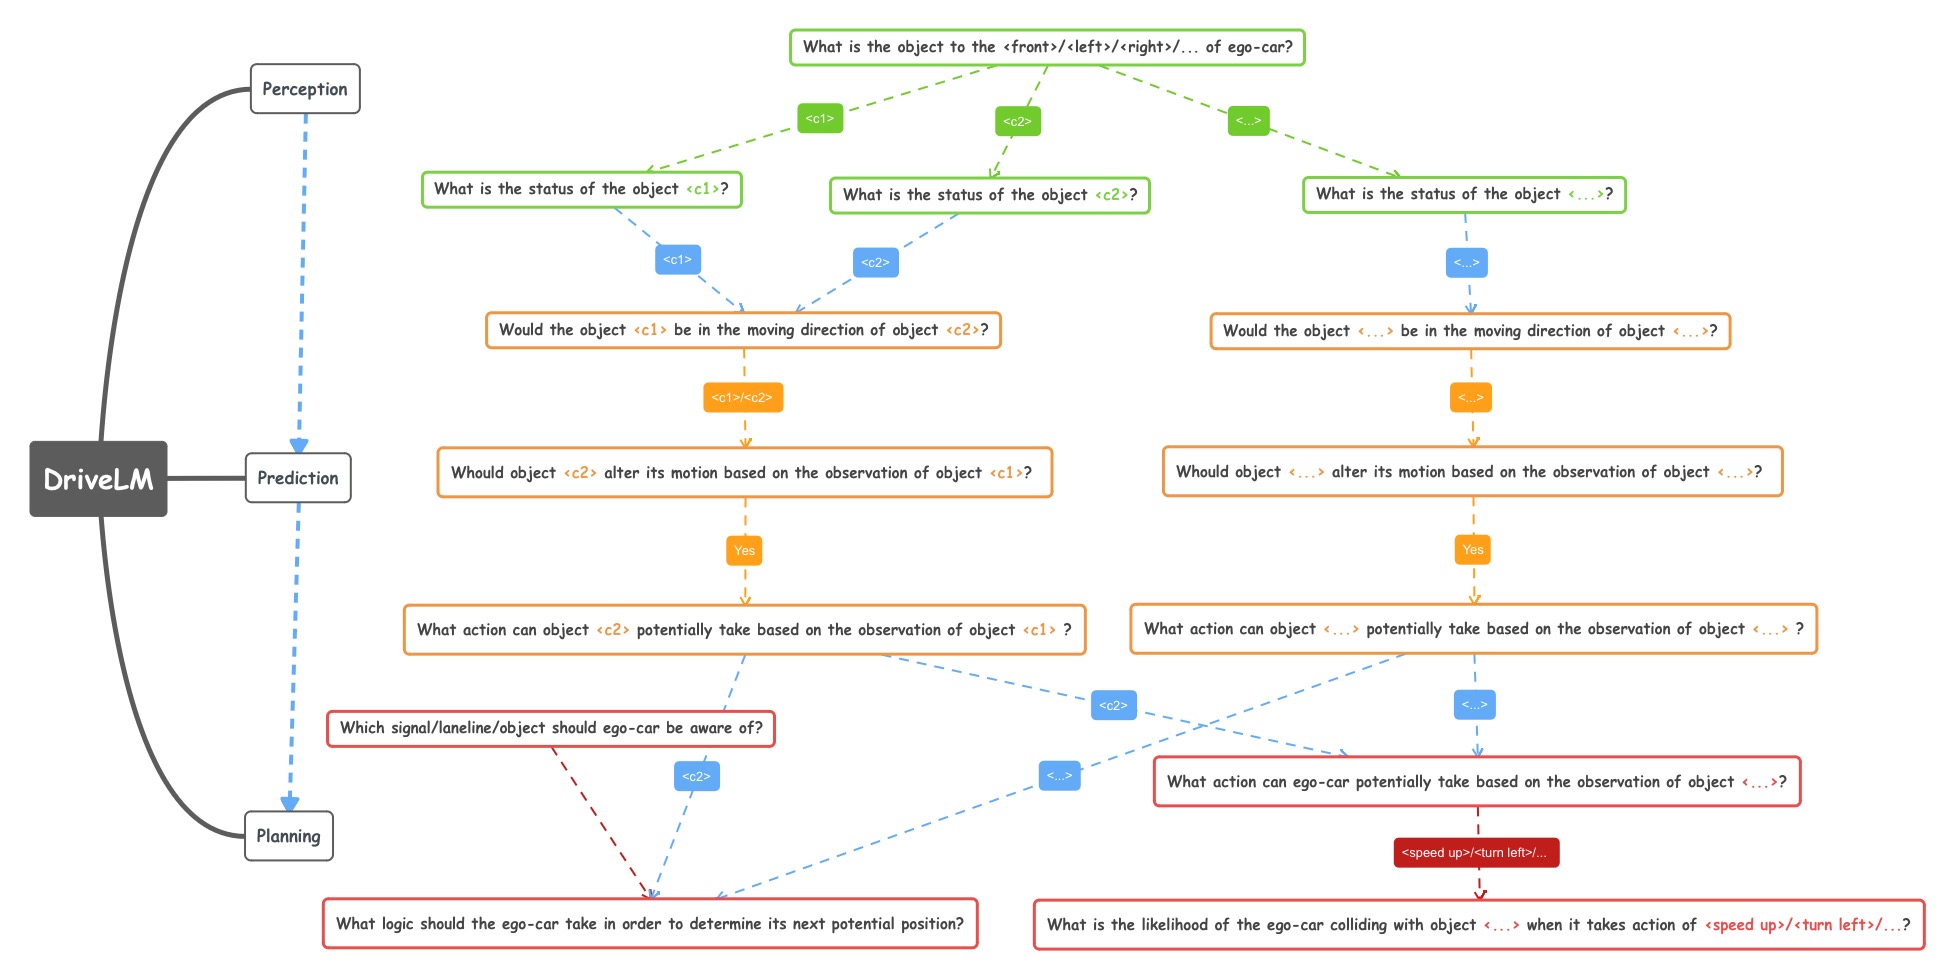 What is the object to the <front>/<left>/<right>/... of ego-car?
Perception
<c1>
<c2>
<...>
What is the status of the object <c1>?
What is the status of the object <c2>?
What is the status of the object <...>?
<c1>
<c2>
<...>
Would the object <c1> be in the moving direction of object <c2>?
Would the object <...> be in the moving direction of object <...>?
<c1>/<c2>
<...>
DriveLM
Prediction
Whould object <c2> alter its motion based on the observation of object <c1>?
Whould object <...> alter its motion based on the observation of object <...>?
Yes
Yes
What action can object <c2> potentially take based on the observation of object <c1> ?
What action can object <...> potentially take based on the observation of object <...> ?
<c2>
<...>
Which signal/laneline/object should ego-car be aware of?
<c2>
<...>
What action can ego-car potentially take based on the observation of object <...>?
Planning
<speed up>/<turn left>/...
What logic should the ego-car take in order to determine its next potential position?
What is the likelihood of the ego-car colliding with object <...> when it takes action of <speed up>/<turn left>/...?